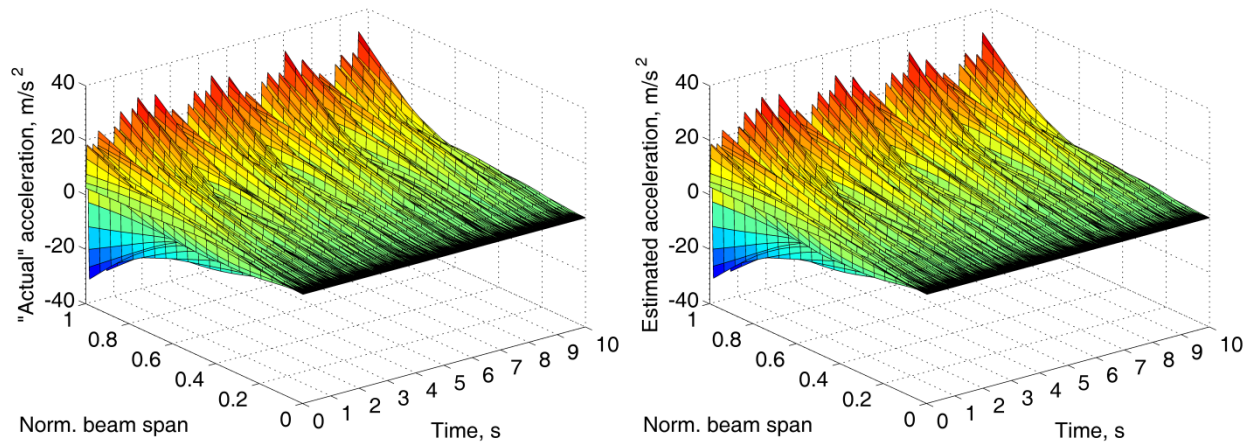 "Actual" acceleration, m/s²
40
20
0
-20
-40
1
0.8
0.6
0.4
0.2
0
Norm. beam span
0 1 2 3 4 5 6 7 8 9 10
Time, s
Estimated acceleration, m/s²
40
20
0
-20
-40
1
0.8
0.6
0.4
0.2
0
Norm. beam span
0 1 2 3 4 5 6 7 8 9 10
Time, s